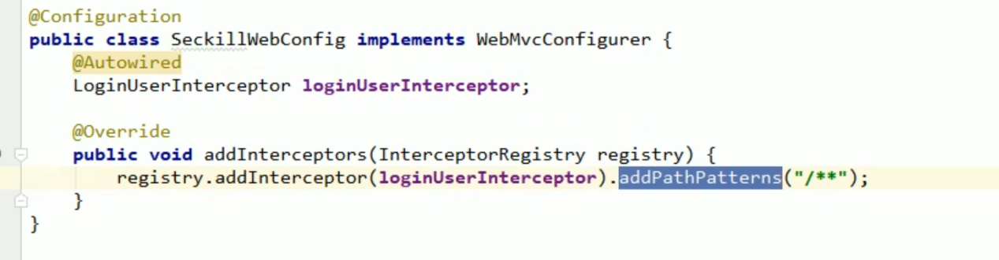 @Configuration
public class SeckillWebConfig implements WebMvcConfigurer {
@Autowired
LoginUserInterceptor loginUserInterceptor;
@Override
public void addInterceptors(InterceptorRegistry registry) {
registry.addInterceptor(loginUserInterceptor).addPathPatterns("/**");
}
}